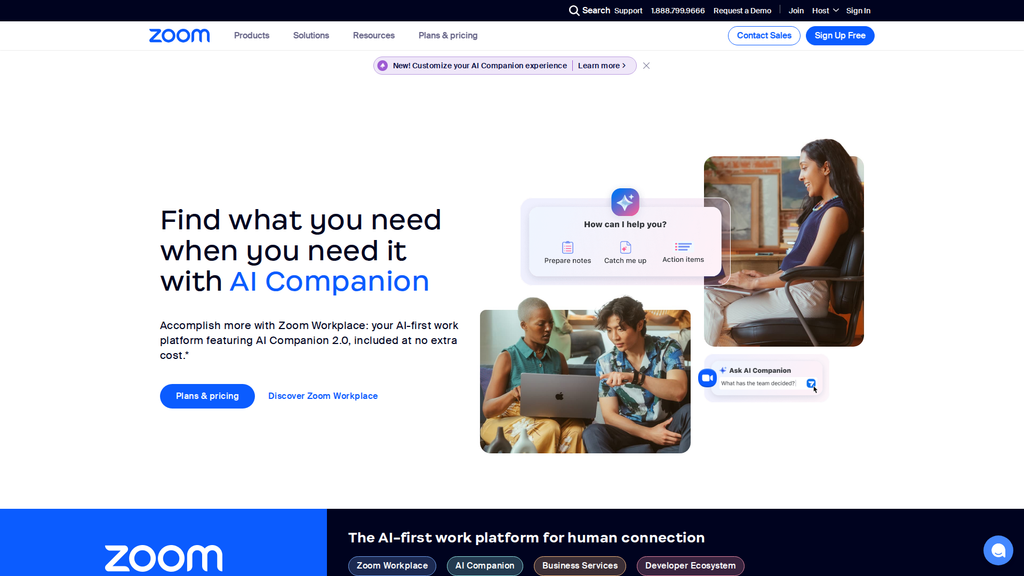 Search Support 1.888.799.9666 Request a Demo Join Host Sign In
zoom Products Solutions Resources Plans & pricing Contact Sales Sign Up Free
New! Customize your AI Companion experience Learn more
Find what you need
when you need it
with AI Companion
Accomplish more with Zoom Workplace: your AI-first work
platform featuring AI Companion 2.0, included at no extra
cost.*
Plans & pricing Discover Zoom Workplace
How can I help you?
Prepare notes Catch me up Action items
Ask AI Companion
What has the team decided?
zoom
The AI-first work platform for human connection
Zoom Workplace AI Companion Business Services Developer Ecosystem